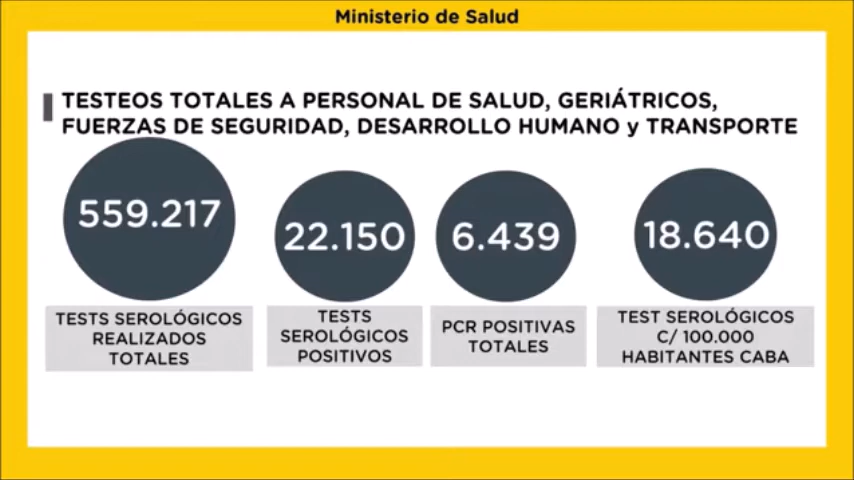 Ministerio de Salud
TESTEOS TOTALES A PERSONAL DE SALUD, GERIÁTRICOS,
FUERZAS DE SEGURIDAD, DESARROLLO HUMANO y TRANSPORTE
559.217
TESTS SEROLÓGICOS
REALIZADOS
TOTALES
22.150
TESTS
SEROLÓGICOS
POSITIVOS
6.439
PCR POSITIVAS
TOTALES
18.640
TEST SEROLÓGICOS
C/ 100.000
HABITANTES CABA